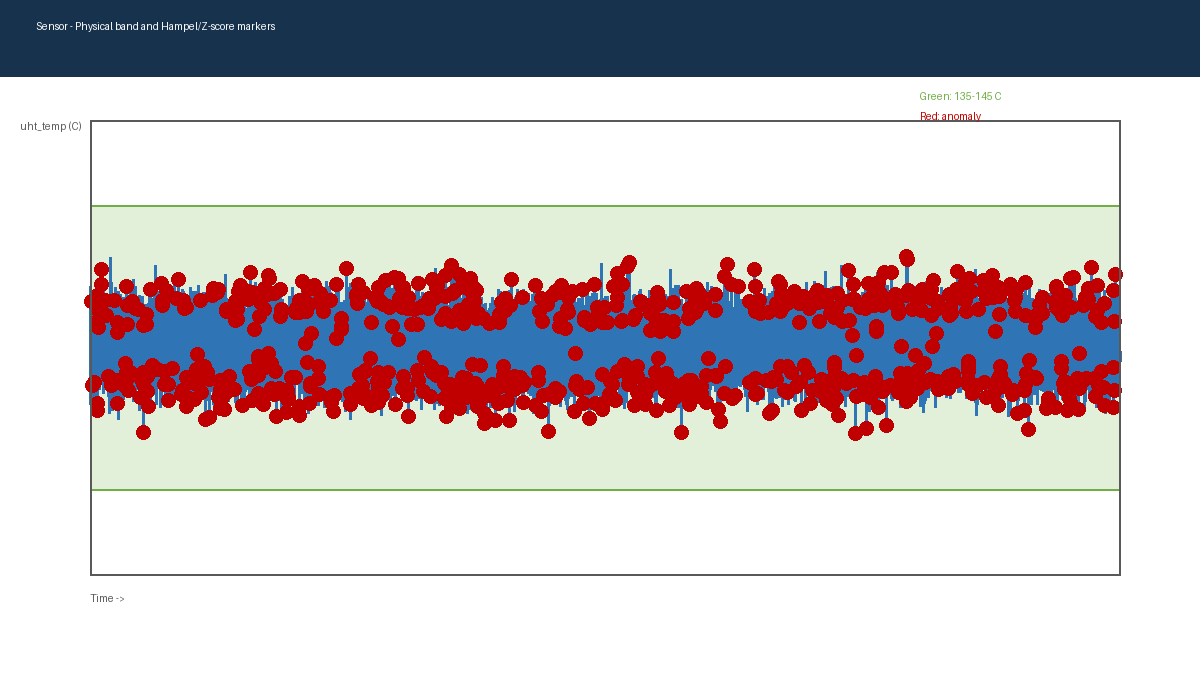 Sensor - Physical band and Hampel/Z-score markers
Green: 135-145 C
Red: anomaly
uht_temp (C)
Time ->